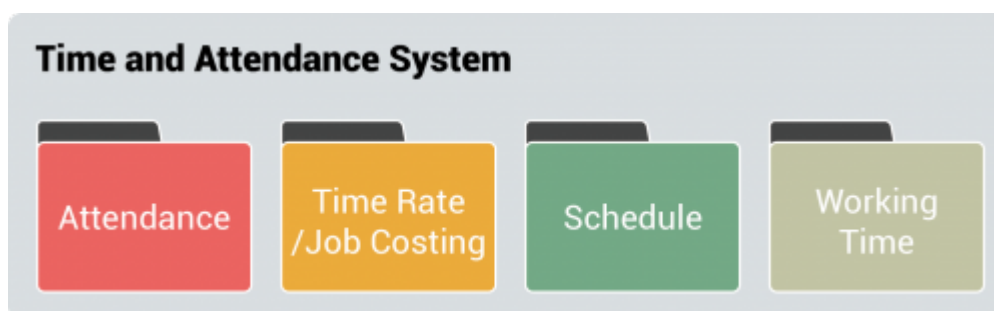 Time and Attendance System
Attendance
Time Rate
/Job Costing
Schedule
Working
Time